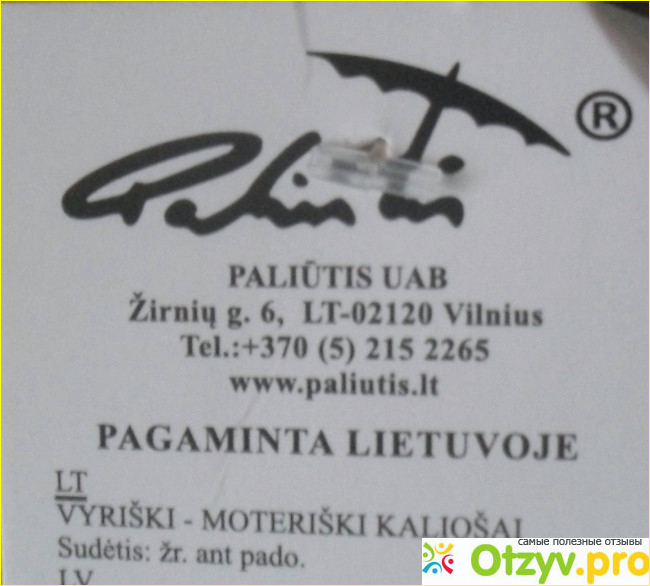 ®
PALIŪTIS UAB
Žirnių g. 6, LT-02120 Vilnius
Tel.:+370 (5) 215 2265
www.paliutis.lt
PAGAMINTA LIETUVOJE
LT
VYRIŠKI - MOTERIŠKI KALIOŠAI
Sudėtis: žr. ant pado.
LV
самые полезные отзывы
Otzyv.pro